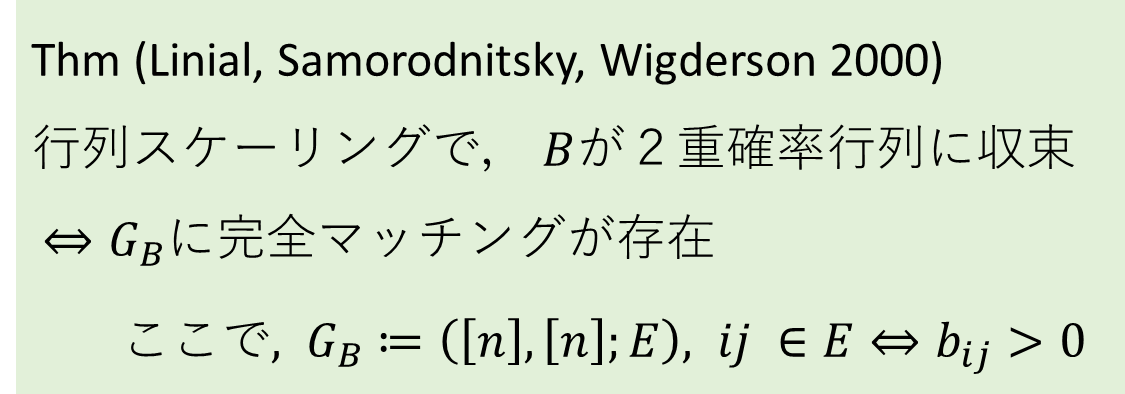 Thm (Linial, Samorodnitsky, Wigderson 2000)
行列スケーリングで, Bが２重確率行列に収束
⇔ G_Bに完全マッチングが存在
ここで, G_B ≔ ([n],[n]; E), ij ∈ E ⇔ b_{ij} > 0